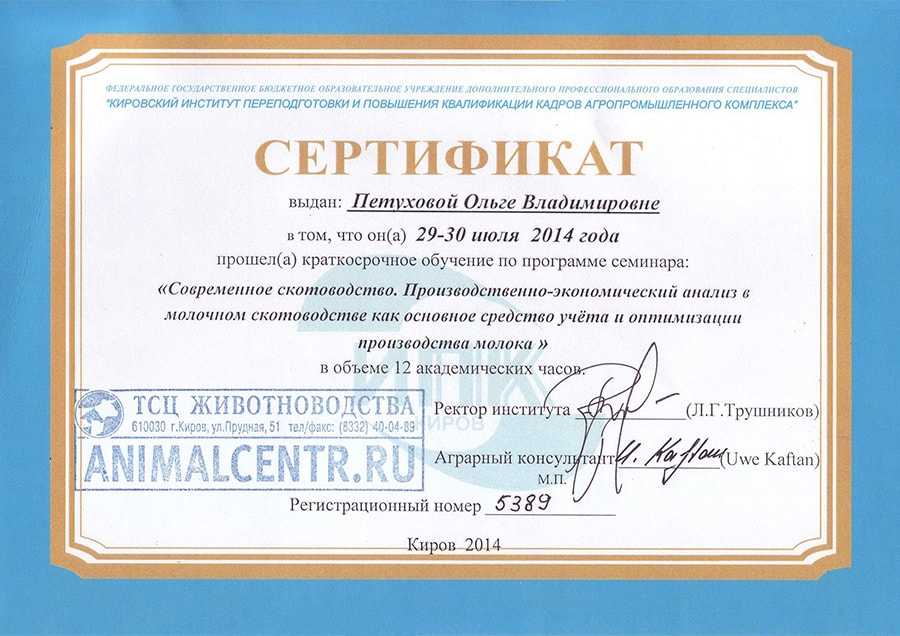 ФЕДЕРАЛЬНОЕ ГОСУДАРСТВЕННОЕ БЮДЖЕТНОЕ ОБРАЗОВАТЕЛЬНОЕ УЧРЕЖДЕНИЕ ДОПОЛНИТЕЛЬНОГО ПРОФЕССИОНАЛЬНОГО ОБРАЗОВАНИЯ СПЕЦИАЛИСТОВ
"КИРОВСКИЙ ИНСТИТУТ ПЕРЕПОДГОТОВКИ И ПОВЫШЕНИЯ КВАЛИФИКАЦИИ КАДРОВ АГРОПРОМЫШЛЕННОГО КОМПЛЕКСА"
СЕРТИФИКАТ
выдан: Петуховой Ольге Владимировне
в том, что он(а) 29-30 июля 2014 года
прошел(а) краткосрочное обучение по программе семинара:
«Современное скотоводство. Производственно-экономический анализ в
молочном скотоводстве как основное средство учёта и оптимизации
производства молока »
в объеме 12 академических часов.
ИПК
КИРОВ
ТСЦ ЖИВОТНОВОДСТВА
610030 г.Киров, ул.Прудная, 51 тел/факс: (8332) 40-04-89
ANIMALCENTR.RU
Ректор института (Л.Г.Трушников)
Аграрный консультант U. Kaftan (Uwe Kaftan)
М.П.
Регистрационный номер 5389
Киров 2014